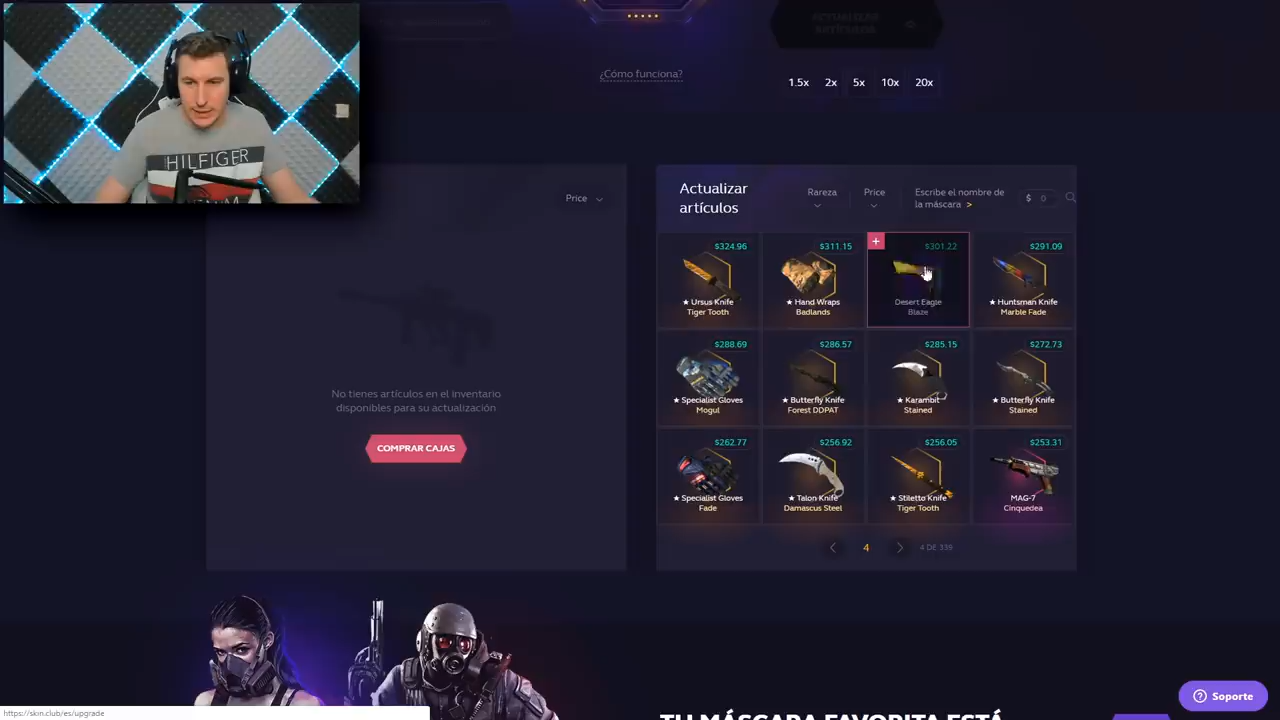 ACTUALIZAR
ARTÍCULOS
¿Cómo funciona?
1.5x 2x 5x 10x 20x
HILFIGER
Price
Actualizar
artículos
Rareza
Price
Escribe el nombre de
la máscara >
$ 0
$324.96
★ Ursus Knife
Tiger Tooth
$311.15
★ Hand Wraps
Badlands
+
$301.22
Desert Eagle
Blaze
$291.09
★ Huntsman Knife
Marble Fade
$288.69
★ Specialist Gloves
Mogul
$286.57
★ Butterfly Knife
Forest DDPAT
$285.15
★ Karambit
Stained
$272.73
★ Butterfly Knife
Stained
$262.77
★ Specialist Gloves
Fade
$256.92
★ Talon Knife
Damascus Steel
$256.05
★ Stiletto Knife
Tiger Tooth
$253.31
MAG-7
Cinquedea
4
4 DE 339
No tienes artículos en el inventario
disponibles para su actualización
COMPRAR CAJAS
Soporte
https://skin.club/es/upgrade
TU MÁSCARA FAVORITA ESTÁ